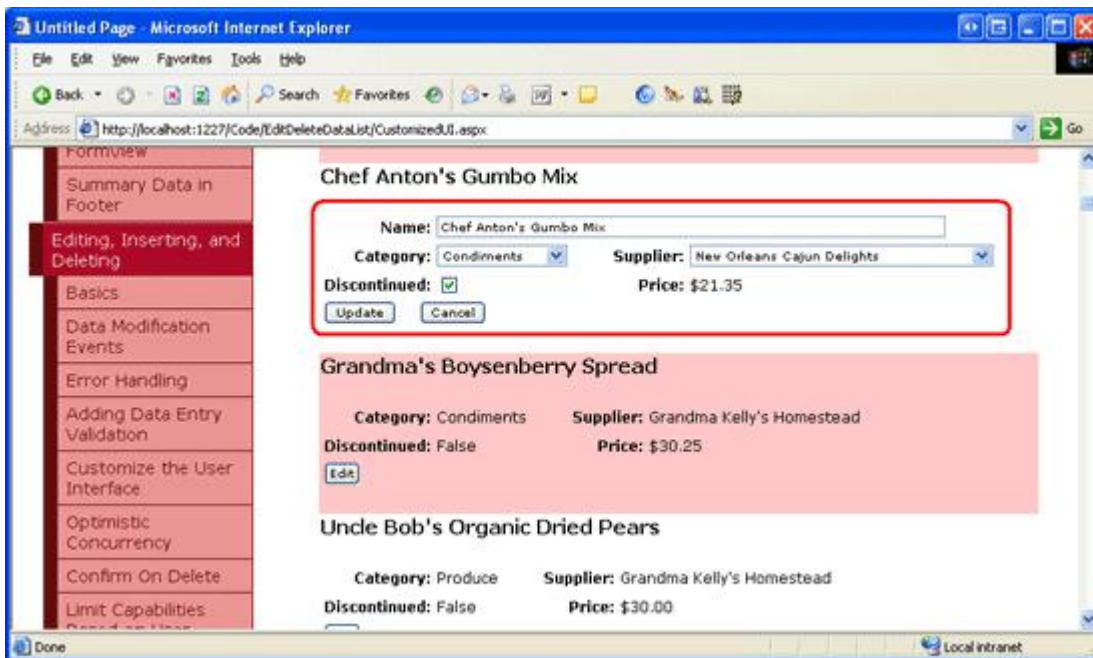 Untitled Page - Microsoft Internet Explorer
File Edit View Favorites Tools Help
Back Search Favorites
Address http://localhost:1227/Code/EditDeleteDataList/CustomizedUI.aspx Go
FormView
Summary Data in
Footer
Editing, Inserting, and
Deleting
Basics
Data Modification
Events
Error Handling
Adding Data Entry
Validation
Customize the User
Interface
Optimistic
Concurrency
Confirm On Delete
Limit Capabilities
Based on User
Chef Anton's Gumbo Mix
Name: Chef Anton's Gumbo Mix
Category: Condiments Supplier: New Orleans Cajun Delights
Discontinued: Price: $21.35
Update Cancel
Grandma's Boysenberry Spread
Category: Condiments Supplier: Grandma Kelly's Homestead
Discontinued: False Price: $30.25
Edit
Uncle Bob's Organic Dried Pears
Category: Produce Supplier: Grandma Kelly's Homestead
Discontinued: False Price: $30.00
Done Local intranet